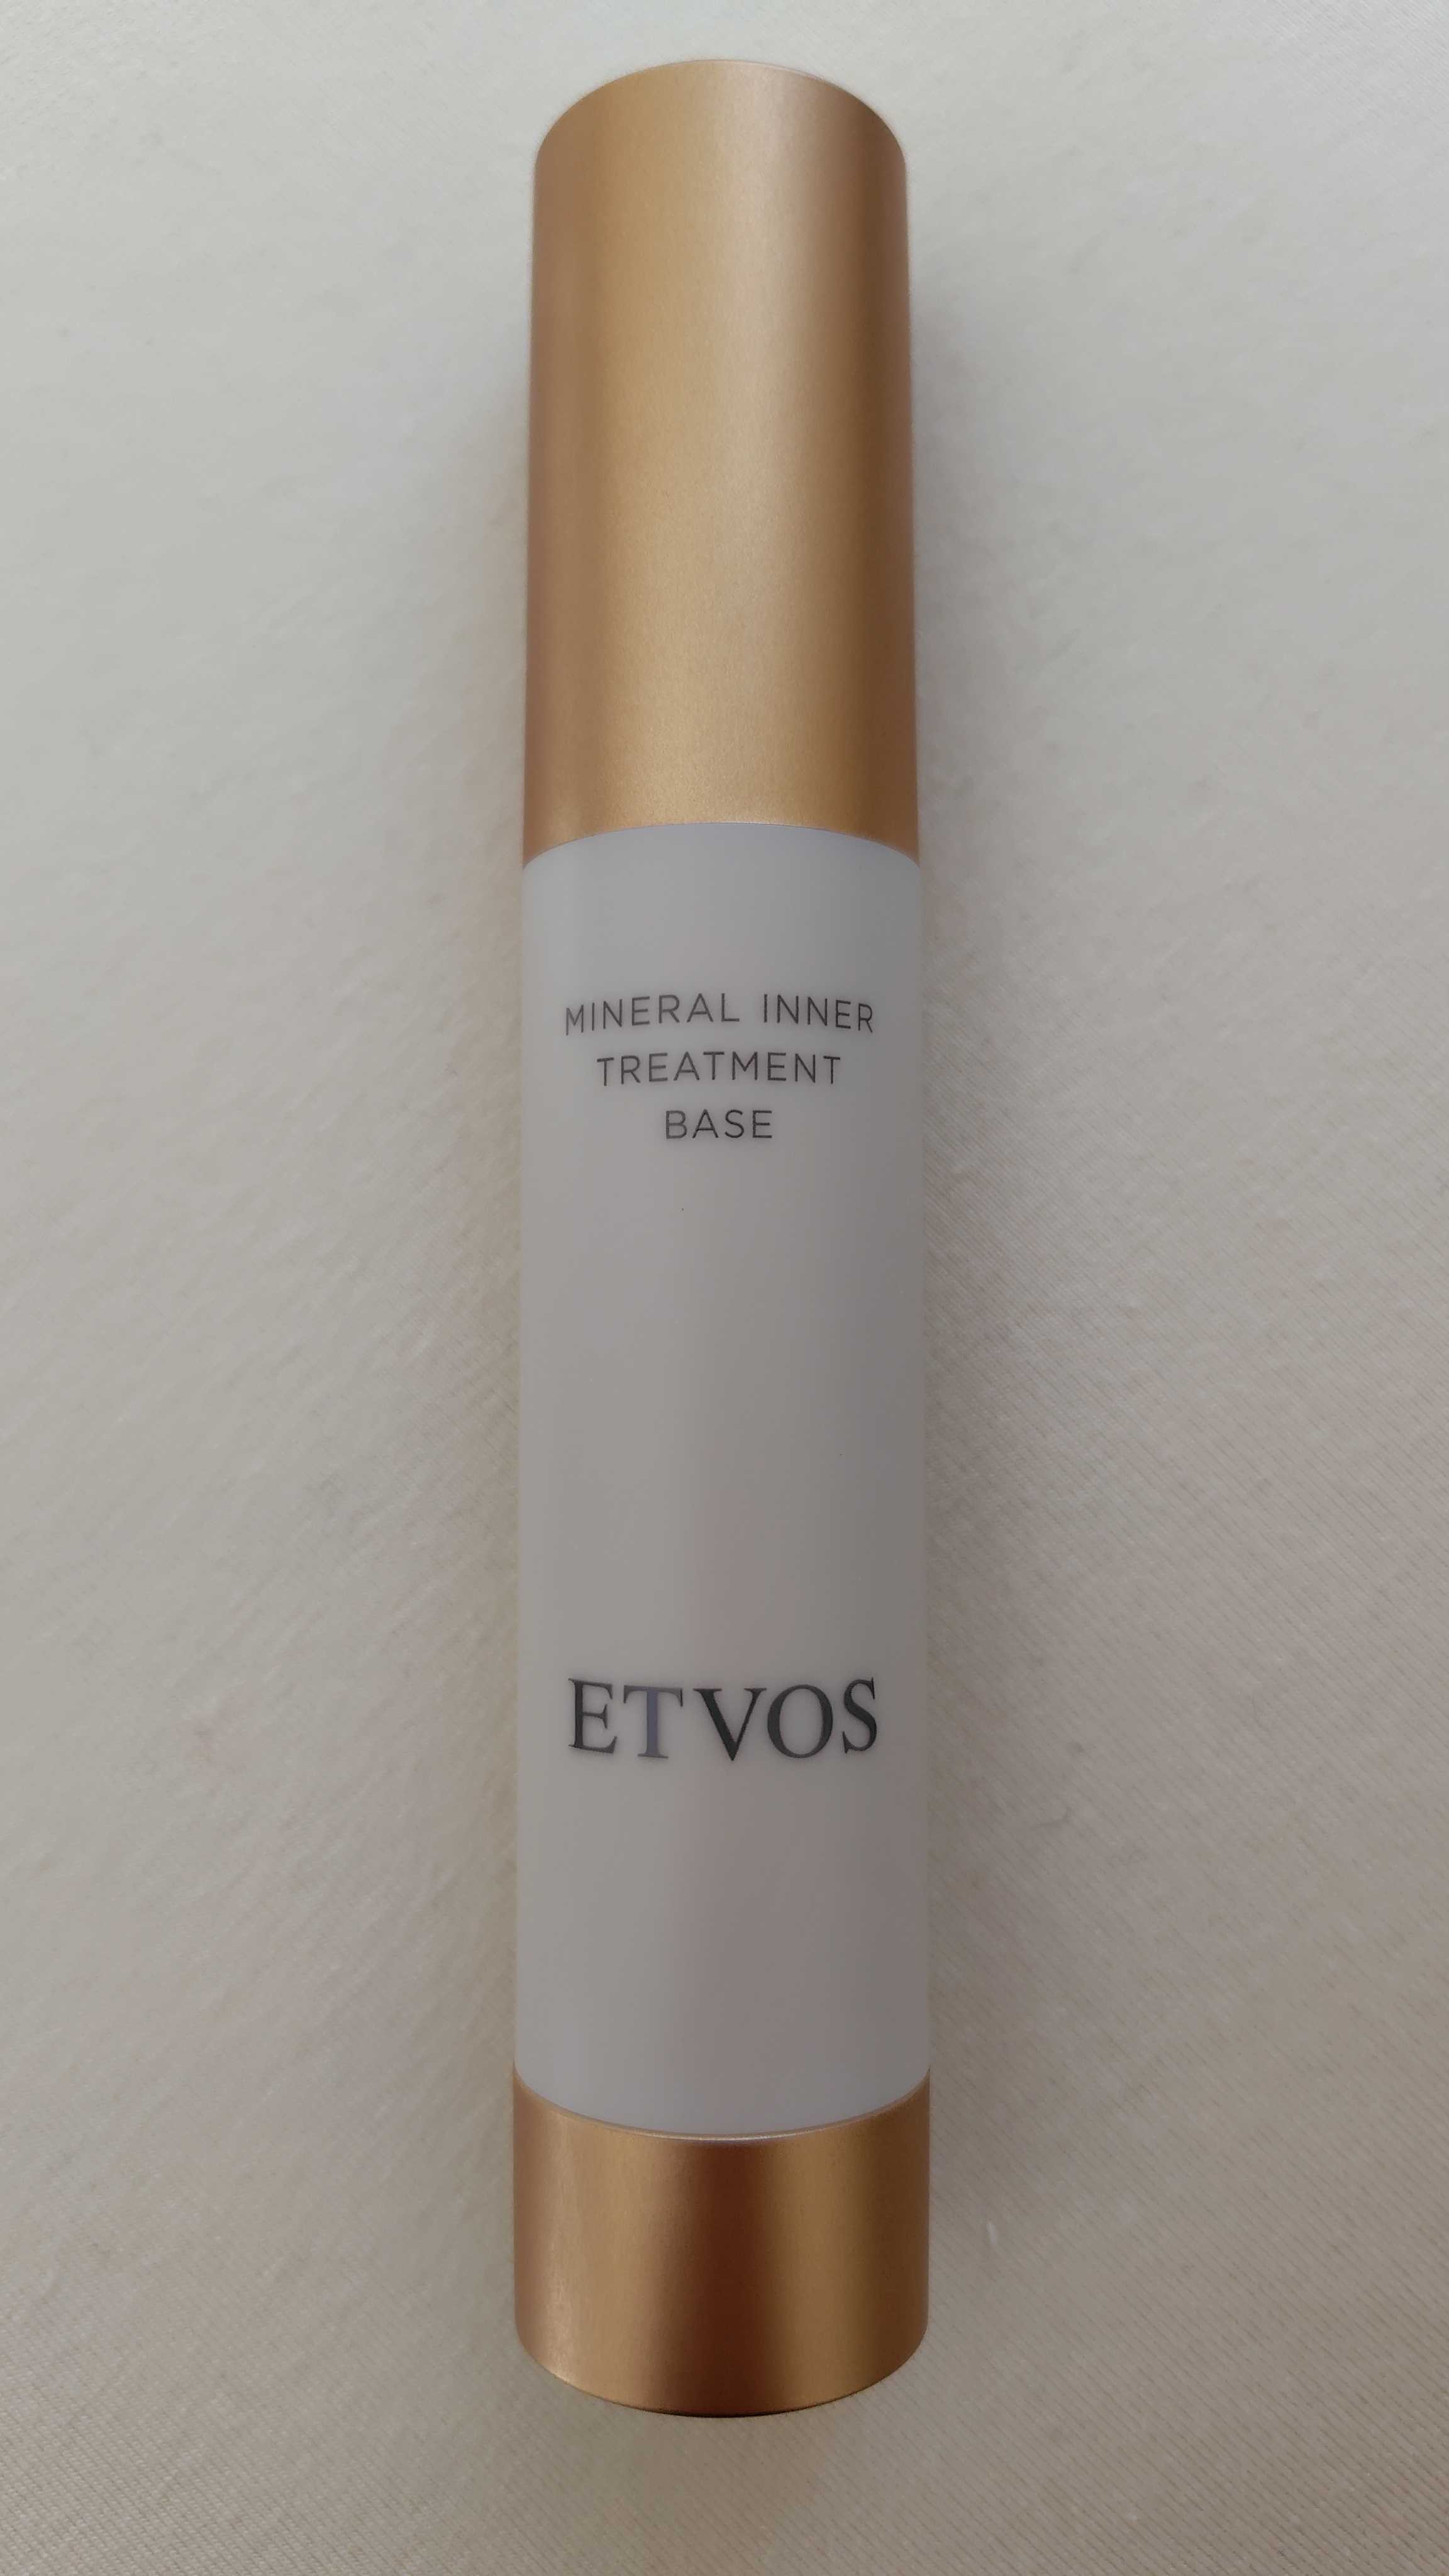 MINERAL INNER
TREATMENT
BASE
ETVOS